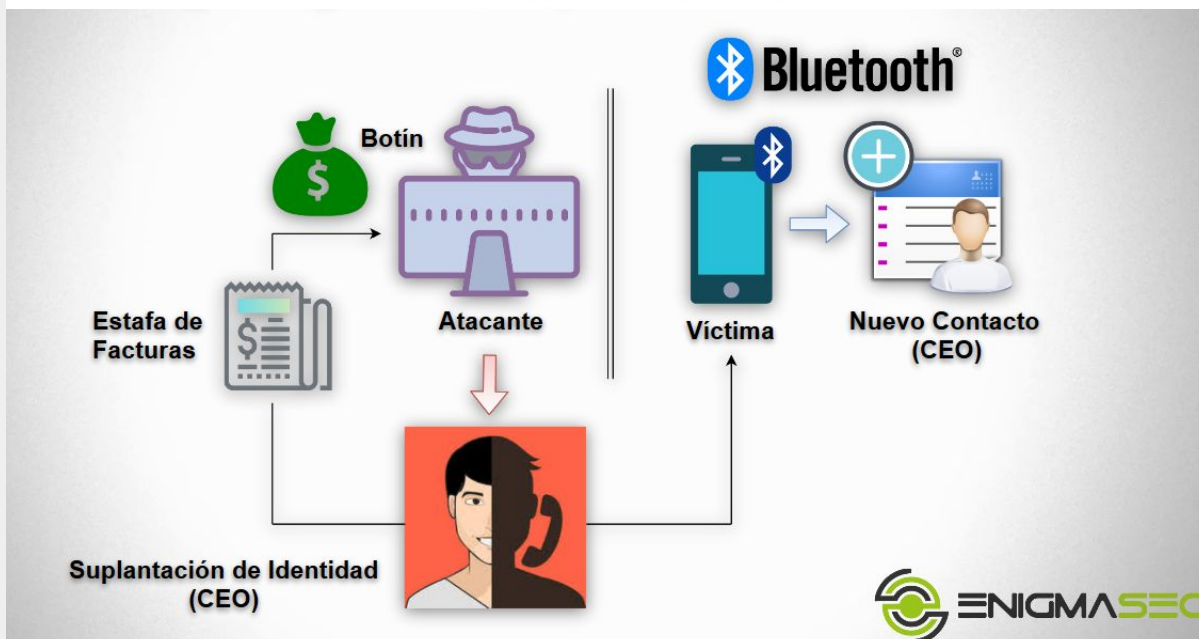 Bluetooth®
Botín
$
Estafa de
Facturas
$
Atacante
Víctima
Nuevo Contacto
(CEO)
Suplantación de Identidad
(CEO)
ENIGMASEC